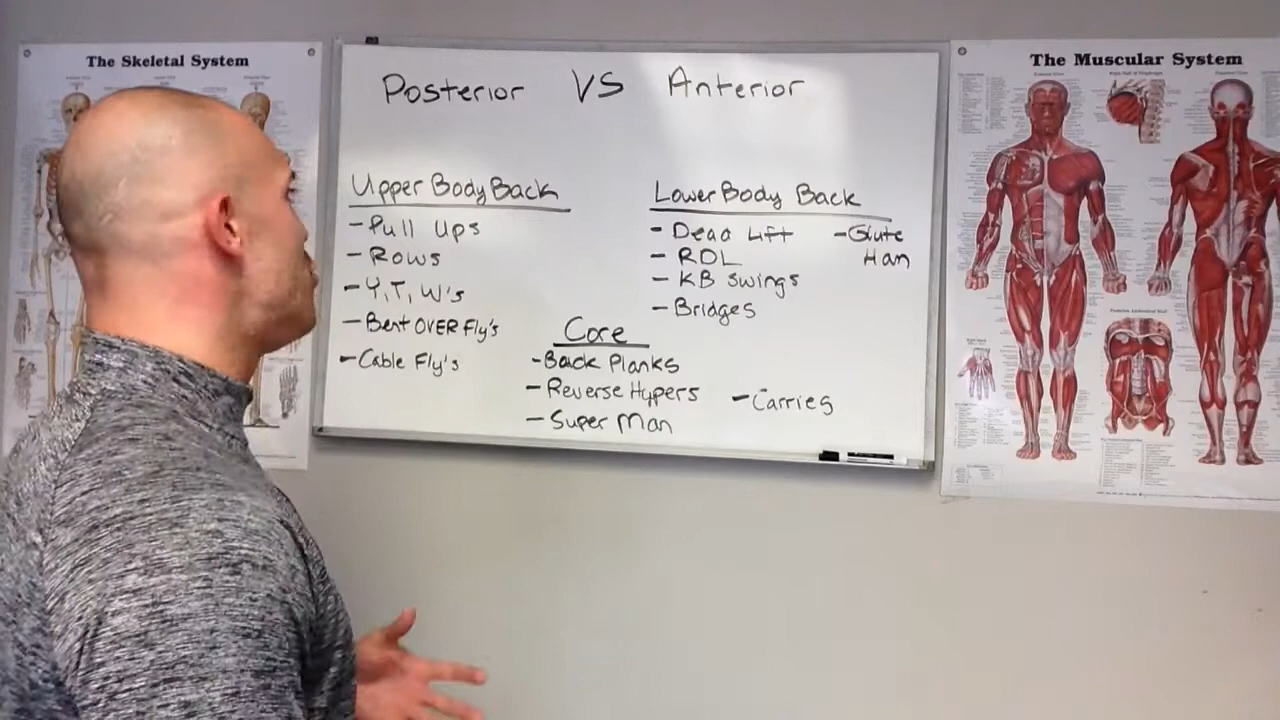 The Skeletal System
The Muscular System
Posterior VS Anterior
Upper Body Back
- Pull Ups
- Rows
- Y, T, W's
- Bent OVER Fly's
- Cable Fly's
Lower Body Back
- Dead Lift
- RDL
- KB Swings
- Bridges
- Glute
Ham
Core
- Back Planks
- Reverse Hypers
- Super Man
- Carries